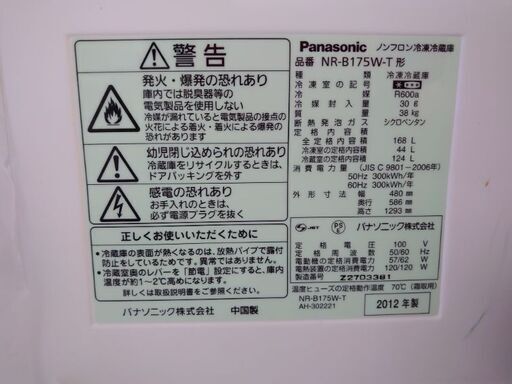 警告
発火・爆発の恐れあり
庫内では脱臭器等の
電気製品を使用しない
冷媒が漏れていると電気製品の接点の
火花による着火・爆発の
恐れがあります
幼児閉じ込められの恐れあり
冷蔵庫をリサイクルするときは、
ドアパッキングを外す
感電の恐れあり
お手入れのときは、
必ず電源プラグを抜く
正しくお使いいただくために
●冷蔵庫の表面が熱くなるのは、放熱パイプで露付
防止をしているためで、異常ではありません。
●冷蔵室奥のレバーを「節電」設定にすると、庫内
温度が約1~2℃高めになります。
詳しくは取扱説明書をご覧ください。
パナソニック株式会社 中国製
Panasonic ノンフロン冷凍冷蔵庫
品番 NR-B175W-T 形
種類 冷凍冷蔵庫
冷凍室の記号
冷媒 R600a
冷媒封入量 30g
質量 38kg
断熱発泡ガス シクロペンタン
定格内容積
全定格内容積 168 L
冷凍室の定格内容積 44 L
冷蔵室の定格内容積 124 L
消費電力量 (JIS C 9801-2006年)
50Hz 300kWh/年
60Hz 300kWh/年
外形寸法 幅 480 mm
奥行 586 mm
高さ 1293 mm
JET PS E パナソニック株式会社
定格電圧 100 V
定格周波数 50/60 Hz
電動機の定格消費電力 57/62 W
電熱装置の定格消費電力 120/120 W
製造番号 Z2703381
温度ヒューズの定格動作温度 70℃ (霜取用)
NR-B175W-T
AH-302221
2012年製